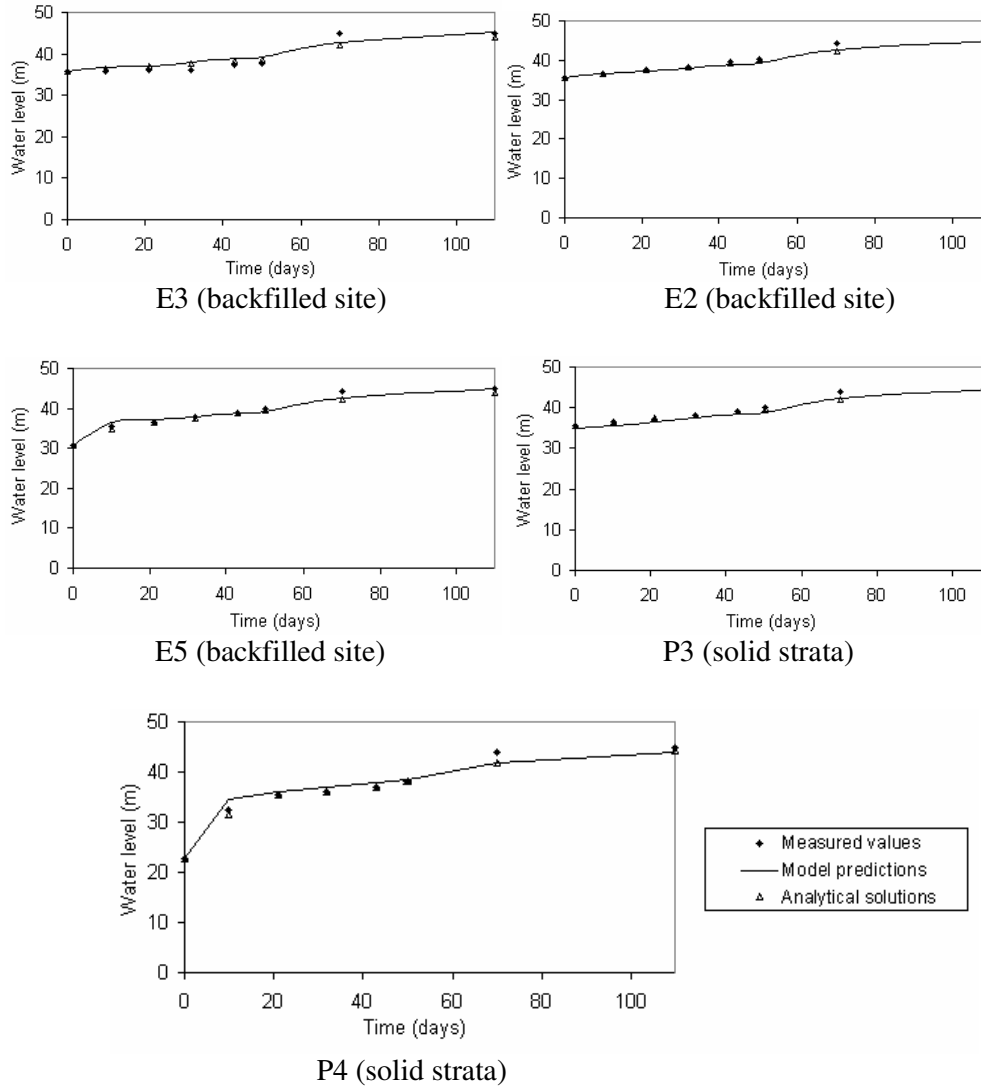 50
40
30
20
10
0
Water level (m)
0 20 40 60 80 100
Time (days)
E3 (backfilled site)
50
40
30
20
10
0
Water level (m)
0 20 40 60 80 100
Time (days)
E2 (backfilled site)
50
40
30
20
10
0
Water level (m)
0 20 40 60 80 100
Time (days)
E5 (backfilled site)
50
40
30
20
10
0
Water level (m)
0 20 40 60 80 100
Time (days)
P3 (solid strata)
50
40
30
20
10
0
Water level (m)
0 20 40 60 80 100
Time (days)
P4 (solid strata)
Measured values
Model predictions
Analytical solutions